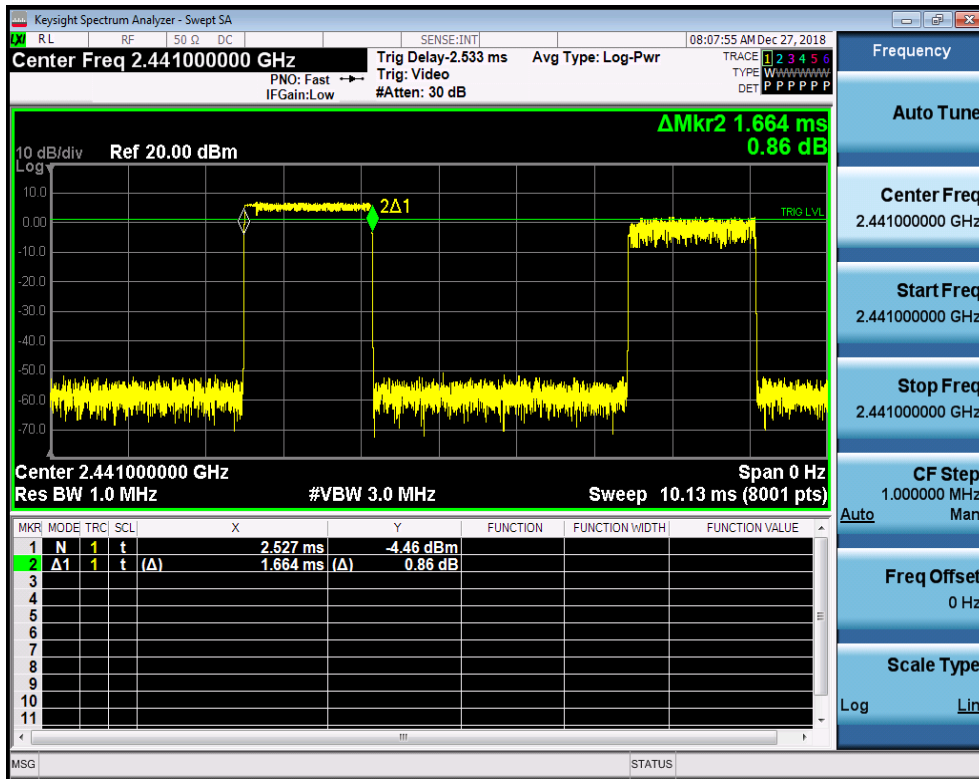 Keysight Spectrum Analyzer - Swept SA
LXI RL RF 50 Ω DC SENSE:INT 08:07:55 AM Dec 27, 2018
Center Freq 2.441000000 GHz
PNO: Fast
IFGain:Low
Trig Delay-2.533 ms
Trig: Video
#Atten: 30 dB
Avg Type: Log-Pwr
TRACE 1 2 3 4 5 6
TYPE WWWWWW
DET P P P P P P
ΔMkr2 1.664 ms
0.86 dB
10 dB/div Ref 20.00 dBm
Log
10.0
0.00
-10.0
-20.0
-30.0
-40.0
-50.0
-60.0
-70.0
2Δ1
TRIG LVL
Center 2.441000000 GHz Span 0 Hz
Res BW 1.0 MHz #VBW 3.0 MHz Sweep 10.13 ms (8001 pts)
MKR MODE TRC SCL X Y FUNCTION FUNCTION WIDTH FUNCTION VALUE
1 N 1 t 2.527 ms -4.46 dBm
2 Δ1 1 t (Δ) 1.664 ms (Δ) 0.86 dB
3
4
5
6
7
8
9
10
11
MSG STATUS
Frequency
Auto Tune
Center Freq
2.441000000 GHz
Start Freq
2.441000000 GHz
Stop Freq
2.441000000 GHz
CF Step
1.000000 MHz
Auto Man
Freq Offset
0 Hz
Scale Type
Log Lin